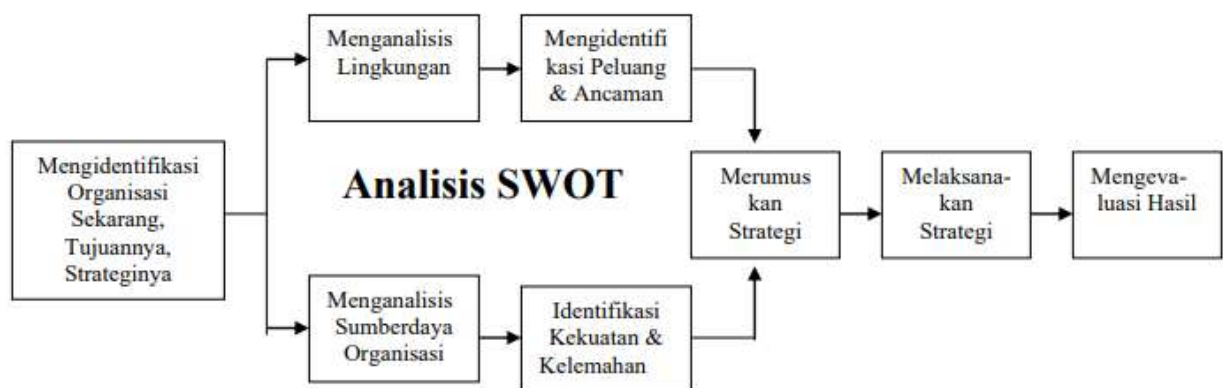 Menganalisis
Lingkungan
Mengidentifi
kasi Peluang
& Ancaman
Mengidentifikasi
Organisasi
Sekarang,
Tujuannya,
Strateginya
Analisis SWOT
Merumus
kan
Strategi
Melaksana-
kan
Strategi
Mengeva-
luasi Hasil
Menganalisis
Sumberdaya
Organisasi
Identifikasi
Kekuatan &
Kelemahan